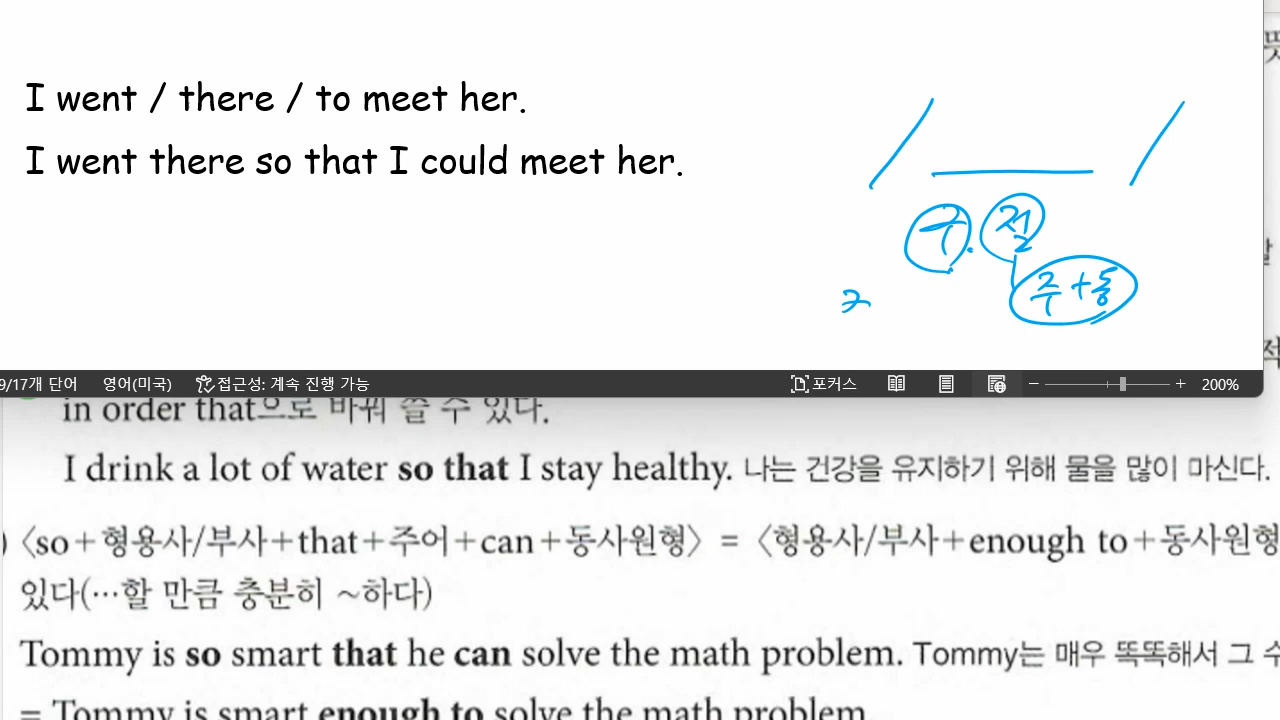 I went / there / to meet her.
I went there so that I could meet her.
구. 절
주+동
9/17개 단어 영어(미국) 접근성: 계속 진행 가능 포커스 200%
in order that으로 바꿔 쓸 수 있다.
I drink a lot of water so that I stay healthy. 나는 건강을 유지하기 위해 물을 많이 마신다.
) 〈so+형용사/부사+that+주어+can+동사원형〉 = 〈형용사/부사+enough to+동사원형
있다(…할 만큼 충분히 ~하다)
Tommy is so smart that he can solve the math problem. Tommy는 매우 똑똑해서 그 수
= Tommy is smart enough to solve the math problem.